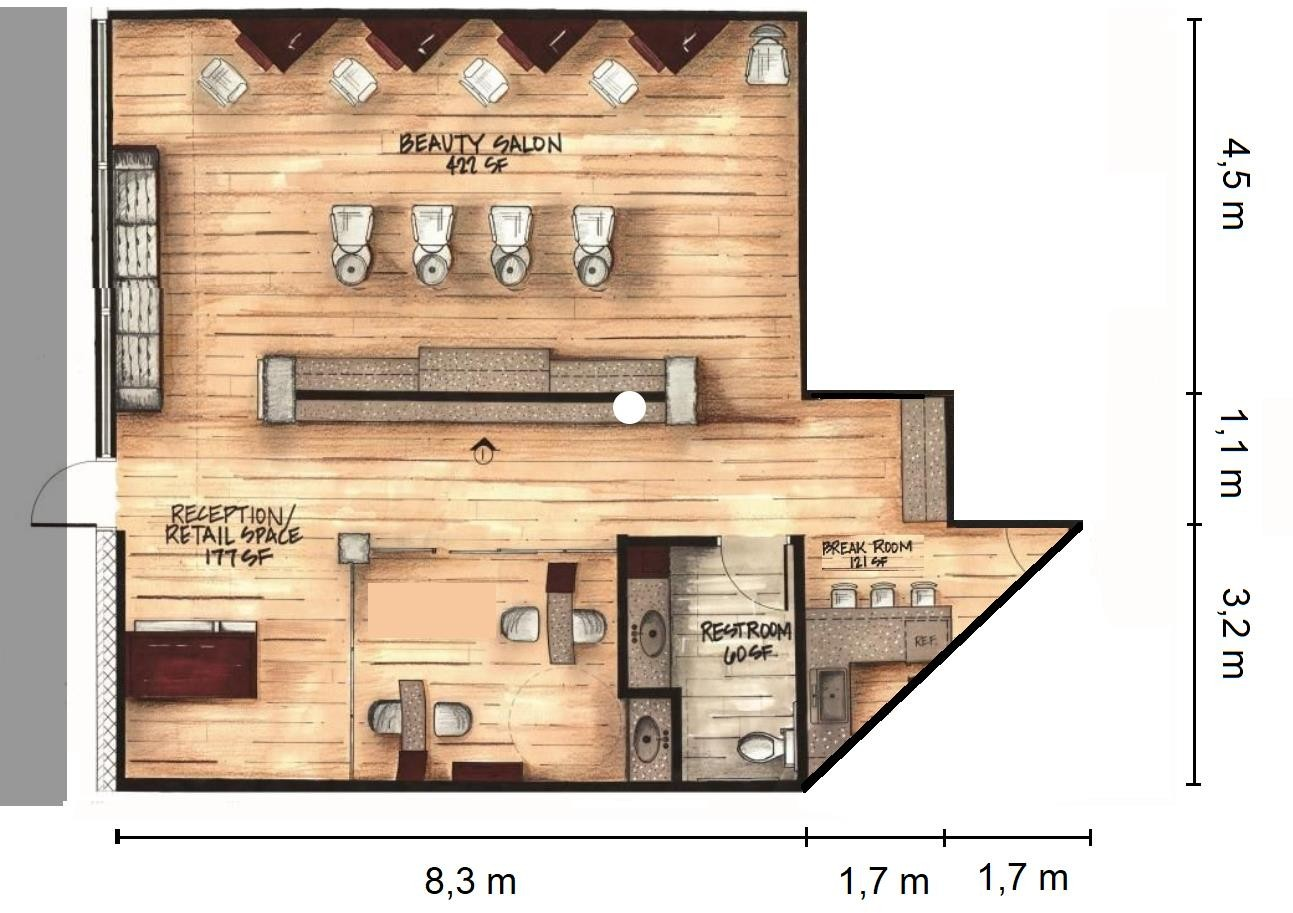 BEAUTY SALON
422 SF
4,5 m
1,1 m
RECEPTION/
RETAIL SPACE
177 SF
BREAK ROOM
121 SF
RESTROOM
60 SF
REF.
3,2 m
8,3 m
1,7 m
1,7 m